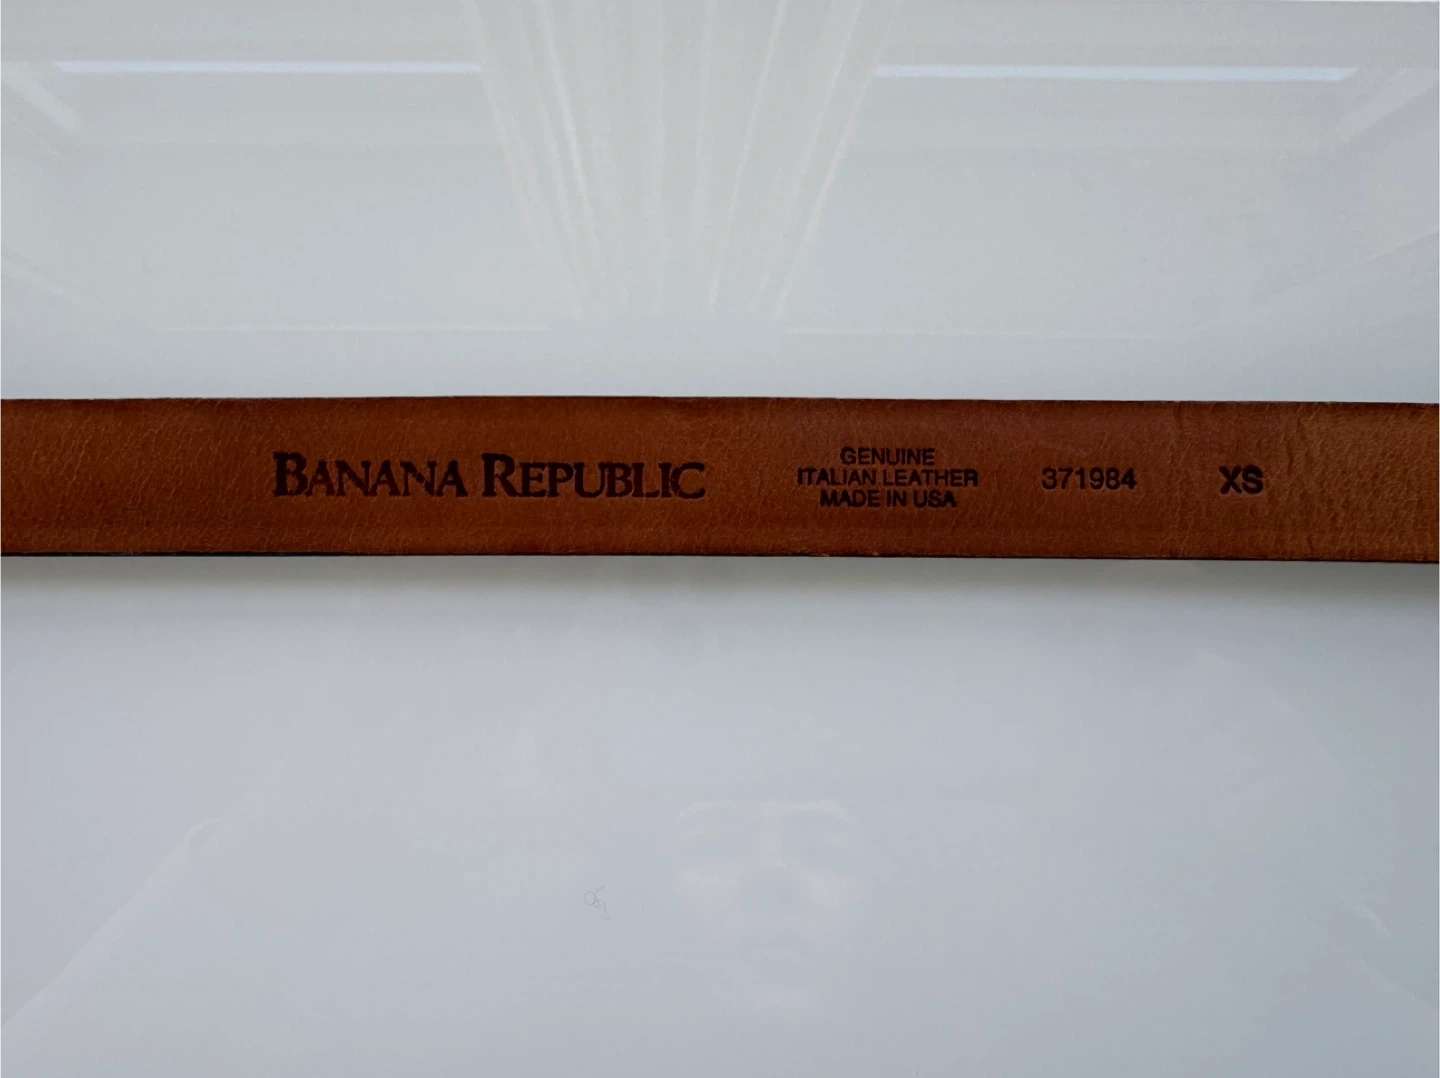 BANANA REPUBLIC
GENUINE
ITALIAN LEATHER
MADE IN USA
371984
XS